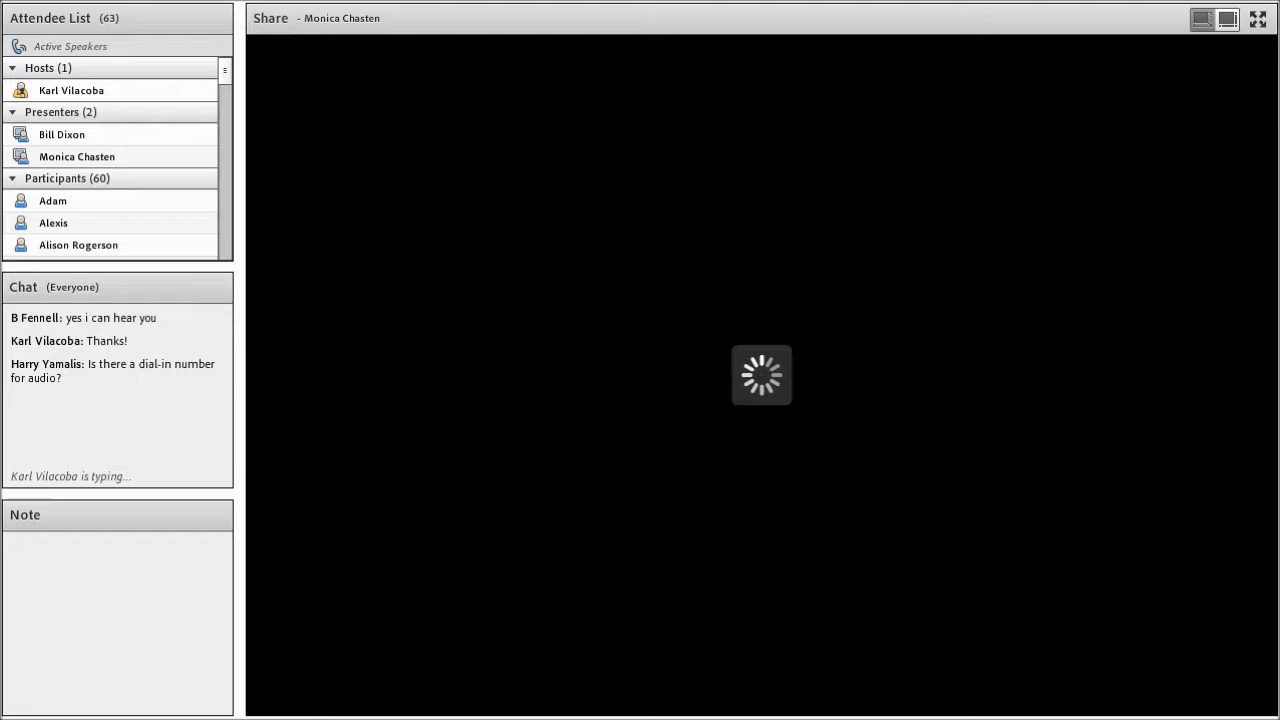 Attendee List (63)
Active Speakers
Hosts (1)
Karl Vilacoba
Presenters (2)
Bill Dixon
Monica Chasten
Participants (60)
Adam
Alexis
Alison Rogerson
Chat (Everyone)
B Fennell: yes i can hear you
Karl Vilacoba: Thanks!
Harry Yamalis: Is there a dial-in number
for audio?
Karl Vilacoba is typing...
Note
Share - Monica Chasten